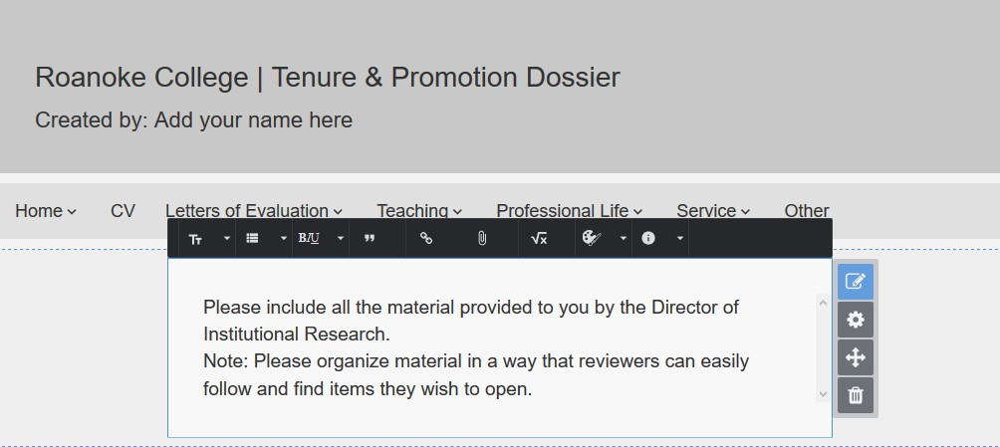 Roanoke College | Tenure & Promotion Dossier
Created by: Add your name here
Home CV Letters of Evaluation Teaching Professional Life Service Other
TT BIU √x
Please include all the material provided to you by the Director of
Institutional Research.
Note: Please organize material in a way that reviewers can easily
follow and find items they wish to open.